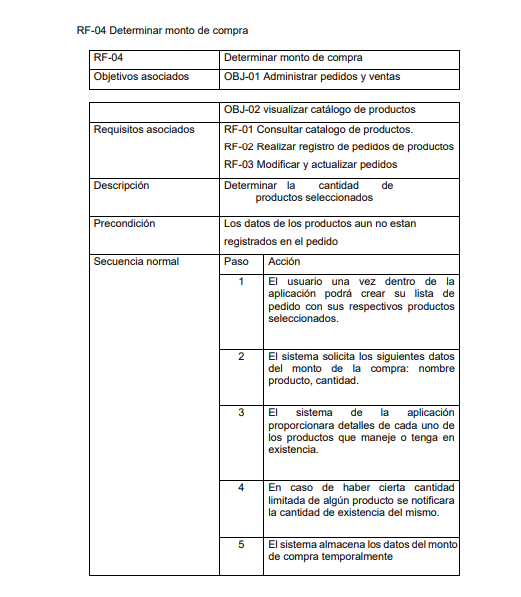 RF-04 Determinar monto de compra
RF-04 Determinar monto de compra
Objetivos asociados OBJ-01 Administrar pedidos y ventas
OBJ-02 visualizar catálogo de productos
Requisitos asociados RF-01 Consultar catalogo de productos.
RF-02 Realizar registro de pedidos de productos
RF-03 Modificar y actualizar pedidos
Descripción Determinar la cantidad de
productos seleccionados
Precondición Los datos de los productos aun no estan
registrados en el pedido
Secuencia normal Paso Acción
1 El usuario una vez dentro de la
aplicación podrá crear su lista de
pedido con sus respectivos productos
seleccionados.
2 El sistema solicita los siguientes datos
del monto de la compra: nombre
producto, cantidad.
3 El sistema de la aplicación
proporcionara detalles de cada uno de
los productos que maneje o tenga en
existencia.
4 En caso de haber cierta cantidad
limitada de algún producto se notificara
la cantidad de existencia del mismo.
5 El sistema almacena los datos del monto
de compra temporalmente